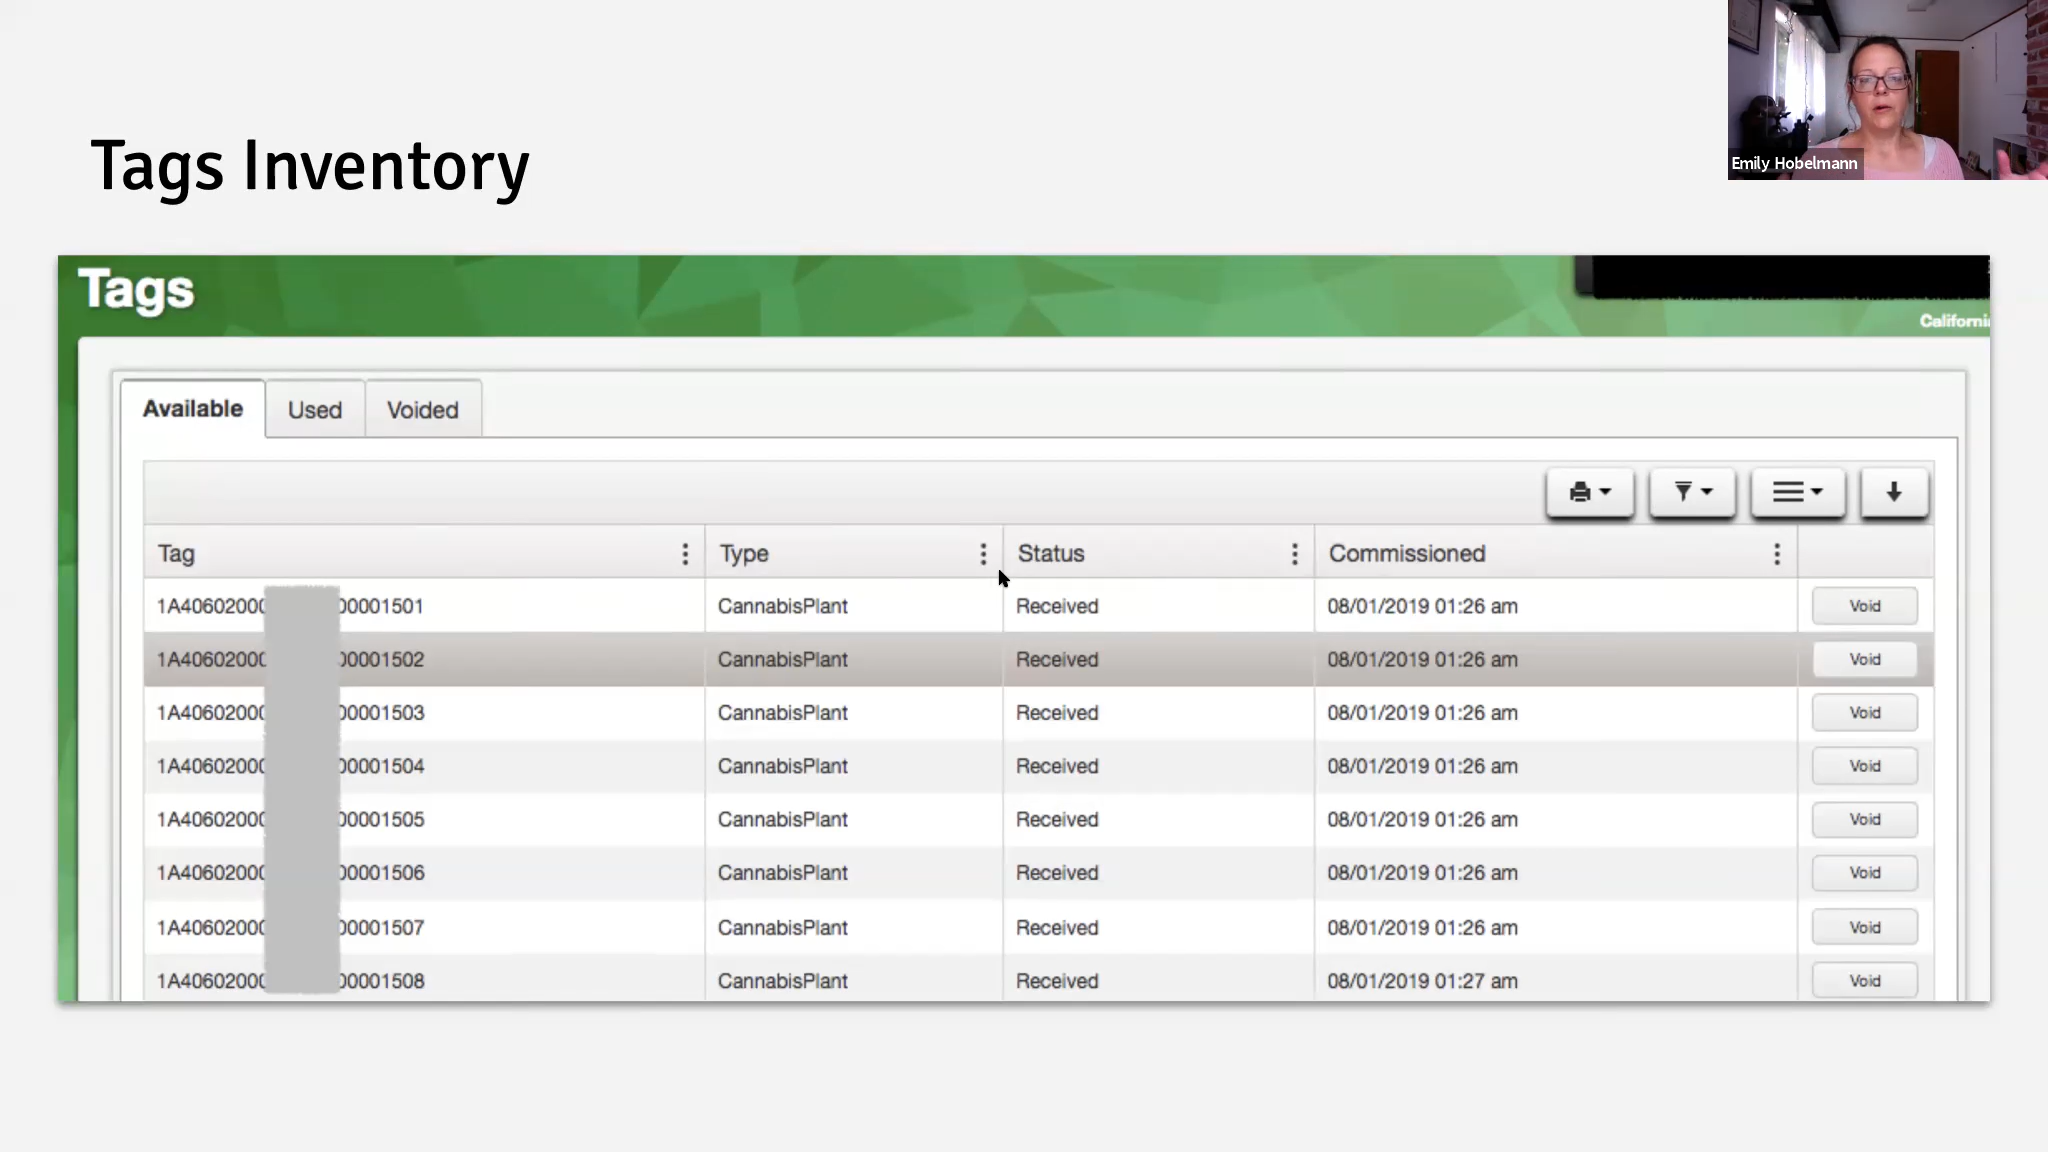 Emily Hobelmann
Tags Inventory
Tags
Californi
Available Used Voided
Tag Type Status Commissioned
1A40602000 00001501 CannabisPlant Received 08/01/2019 01:26 am Void
1A40602000 00001502 CannabisPlant Received 08/01/2019 01:26 am Void
1A40602000 00001503 CannabisPlant Received 08/01/2019 01:26 am Void
1A40602000 00001504 CannabisPlant Received 08/01/2019 01:26 am Void
1A40602000 00001505 CannabisPlant Received 08/01/2019 01:26 am Void
1A40602000 00001506 CannabisPlant Received 08/01/2019 01:26 am Void
1A40602000 00001507 CannabisPlant Received 08/01/2019 01:26 am Void
1A40602000 00001508 CannabisPlant Received 08/01/2019 01:27 am Void